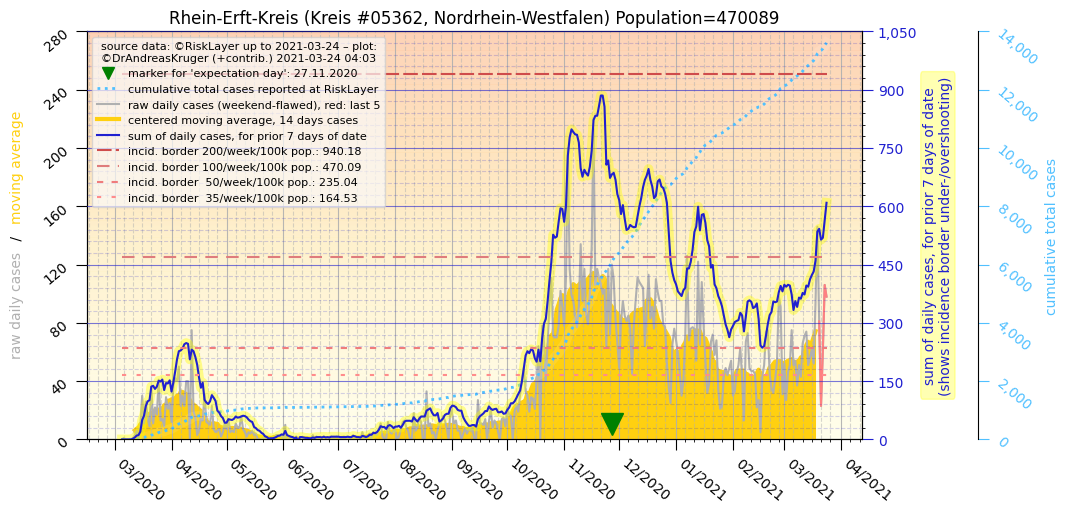 Rhein-Erft-Kreis (Kreis #05362, Nordrhein-Westfalen) Population=470089
source data: ©RiskLayer up to 2021-03-24 – plot:
©DrAndreasKruger (+contrib.) 2021-03-24 04:03
marker for 'expectation day': 27.11.2020
cumulative total cases reported at RiskLayer
raw daily cases (weekend-flawed), red: last 5
centered moving average, 14 days cases
sum of daily cases, for prior 7 days of date
incid. border 200/week/100k pop.: 940.18
incid. border 100/week/100k pop.: 470.09
incid. border  50/week/100k pop.: 235.04
incid. border  35/week/100k pop.: 164.53
raw daily cases / moving average
280
240
200
160
120
80
40
0
03/2020
04/2020
05/2020
06/2020
07/2020
08/2020
09/2020
10/2020
11/2020
12/2020
01/2021
02/2021
03/2021
04/2021
1,050
900
750
600
450
300
150
0
sum of daily cases, for prior 7 days of date
(shows incidence border under-/overshooting)
14,000
12,000
10,000
8,000
6,000
4,000
2,000
0
cumulative total cases